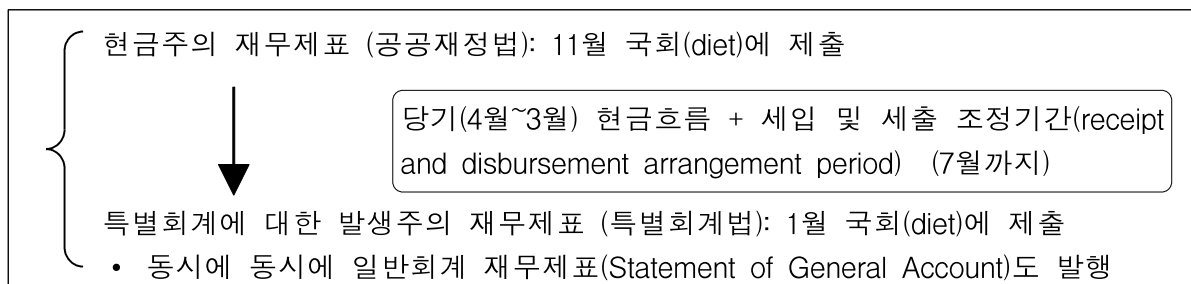 현금주의 재무제표 (공공재정법): 11월 국회(diet)에 제출
당기(4월~3월) 현금흐름 + 세입 및 세출 조정기간(receipt
and disbursement arrangement period) (7월까지)
특별회계에 대한 발생주의 재무제표 (특별회계법): 1월 국회(diet)에 제출
• 동시에 동시에 일반회계 재무제표(Statement of General Account)도 발행